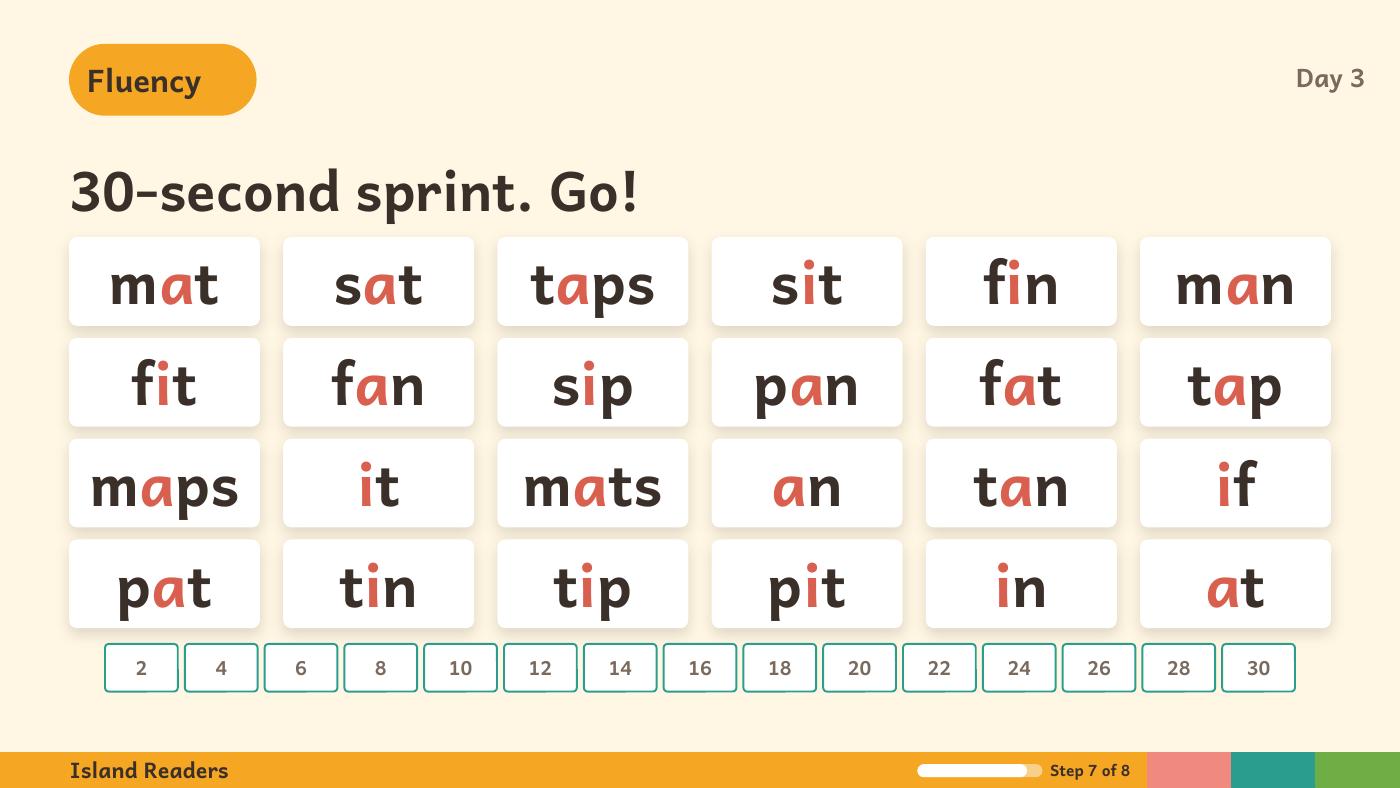 Fluency
Day 3
30-second sprint. Go!
mat sat taps sit fin man
fit fan sip pan fat tap
maps it mats an tan if
pat tin tip pit in at
2 4 6 8 10 12 14 16 18 20 22 24 26 28 30
Island Readers
Step 7 of 8